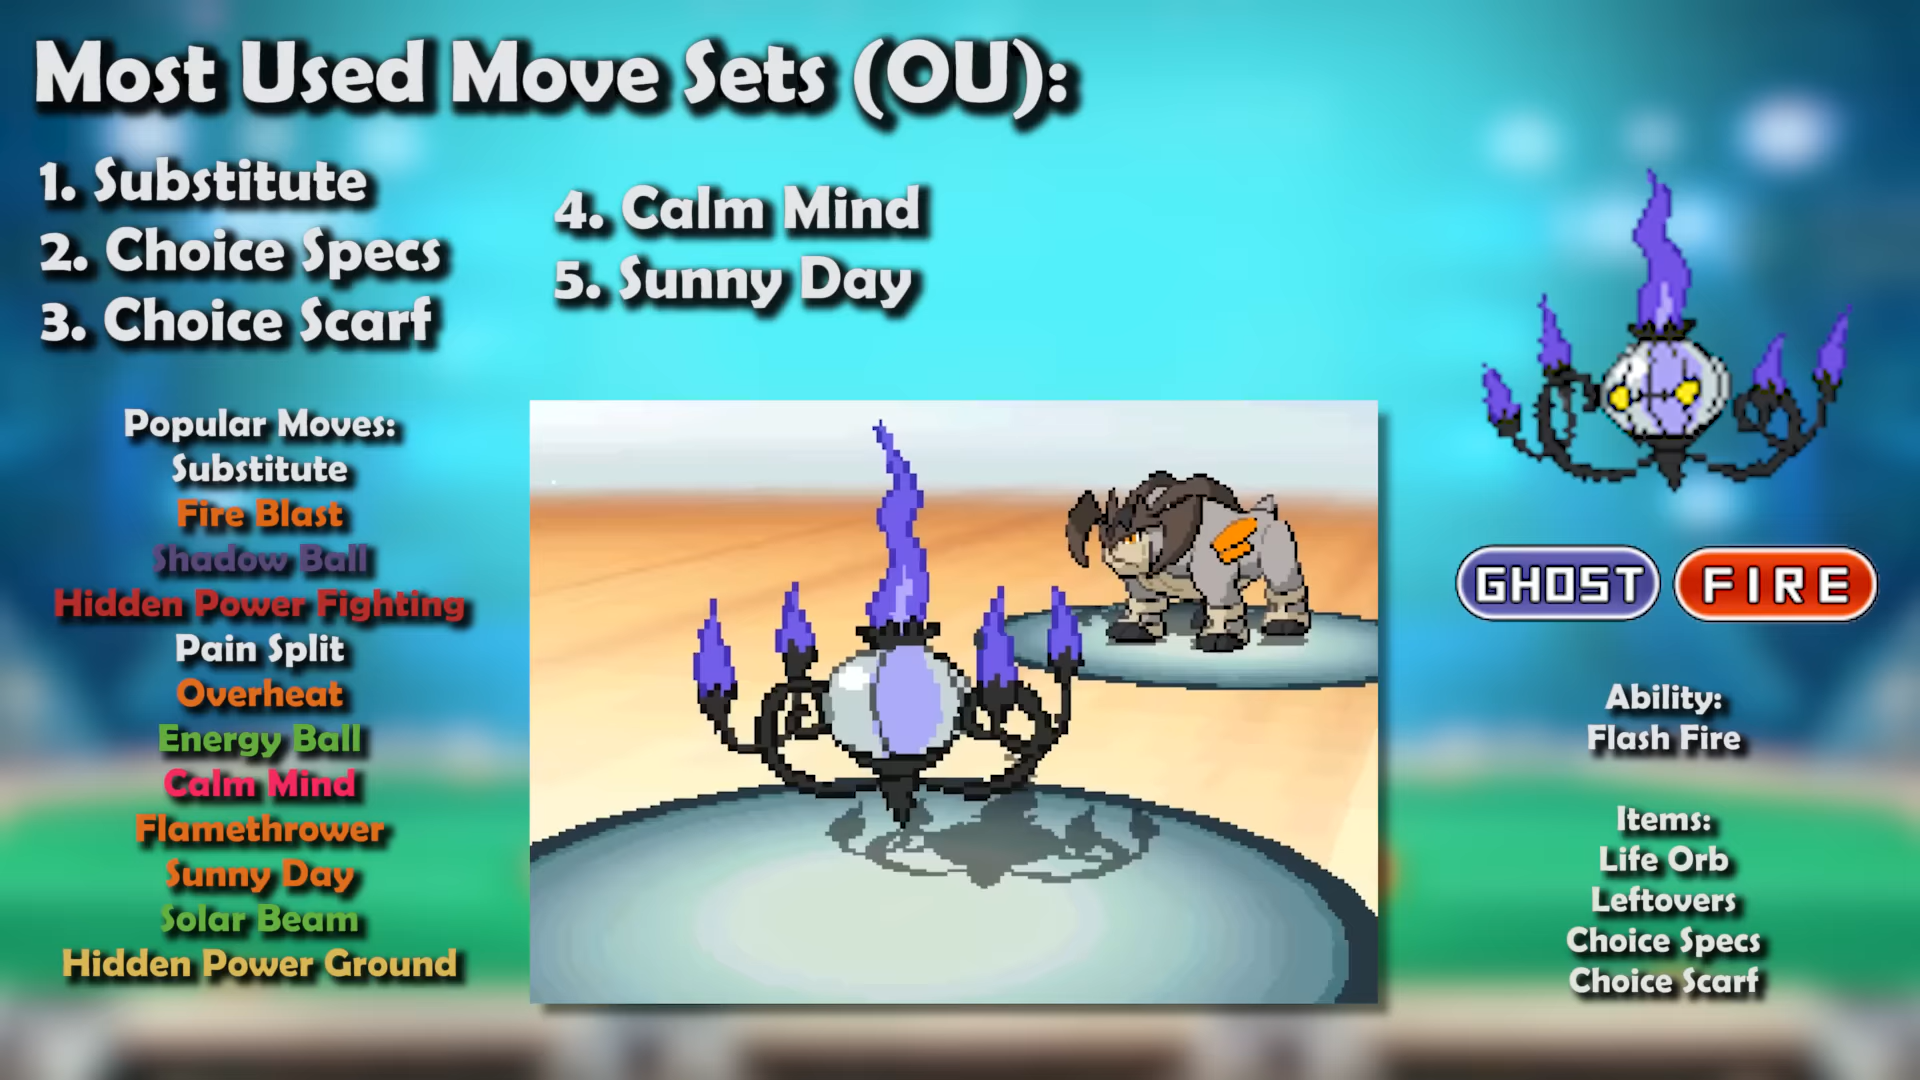 Most Used Move Sets (OU):
1. Substitute
2. Choice Specs
3. Choice Scarf
4. Calm Mind
5. Sunny Day
Popular Moves:
Substitute
Fire Blast
Shadow Ball
Hidden Power Fighting
Pain Split
Overheat
Energy Ball
Calm Mind
Flamethrower
Sunny Day
Solar Beam
Hidden Power Ground
GHOST FIRE
Ability:
Flash Fire
Items:
Life Orb
Leftovers
Choice Specs
Choice Scarf